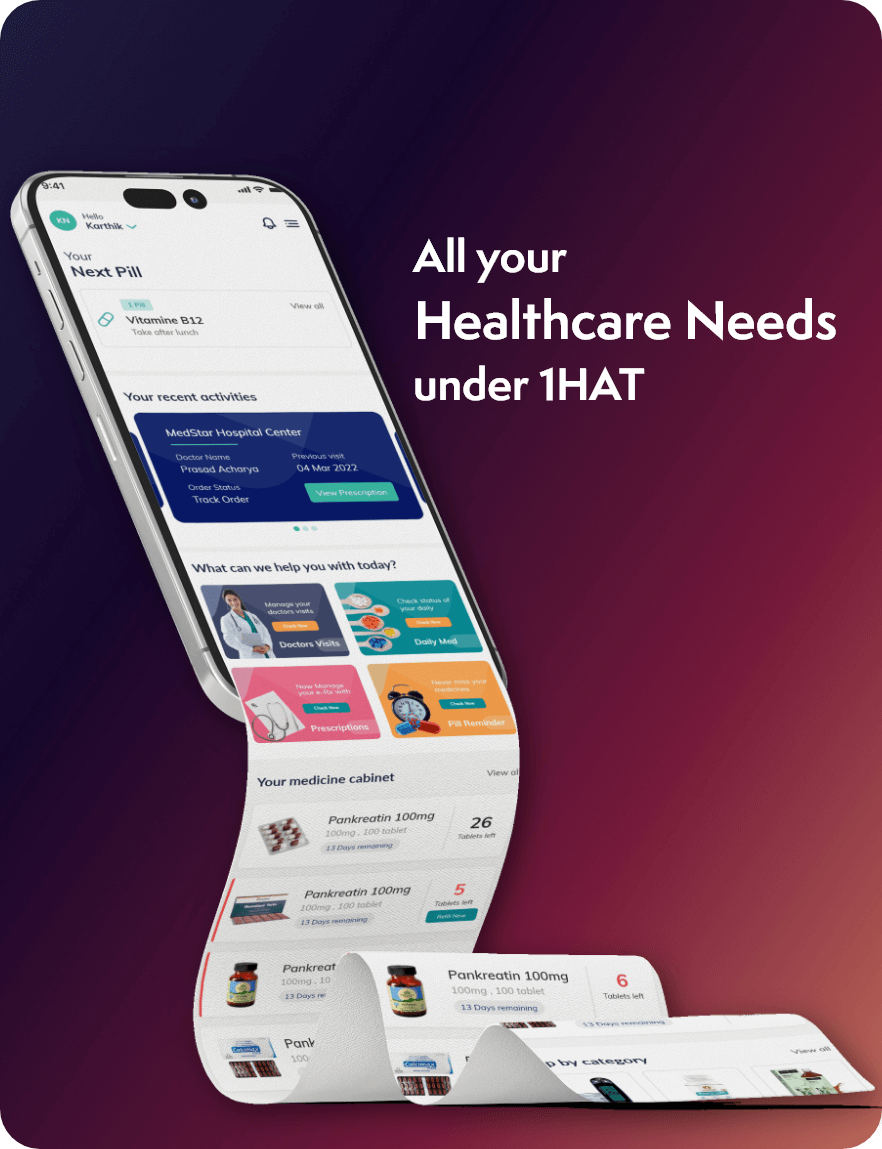 All your
Healthcare Needs
under 1HAT
9:41
KN
Hello
Karthik
Your
Next Pill
1 Pill
View all
Vitamine B12
Take after lunch
Your recent activities
MedStar Hospital Center
Doctor Name
Previous visit
Prasad Acharya
04 Mar 2022
Order Status
Track Order
View Prescription
What can we help you with today?
Manage your
doctors visits
Check Now
Doctors Visits
Check status of
your daily
Check Now
Daily Med
Now Manage
your e-Rx with
Check Now
Prescriptions
Never miss your
medicines
Check Now
Pill Reminder
Your medicine cabinet
View al
Pankreatin 100mg
100mg , 100 tablet
13 Days remaining
26
Tablets left
Pankreatin 100mg
100mg , 100 tablet
13 Days remaining
5
Tablets left
Refill Now
Pankreat
100mg , 10
13 Days re
Pank
100
Pankreatin 100mg
100mg , 100 tablet
13 Days remaining
6
Tablets left
13 Days remaining
p by category
View all